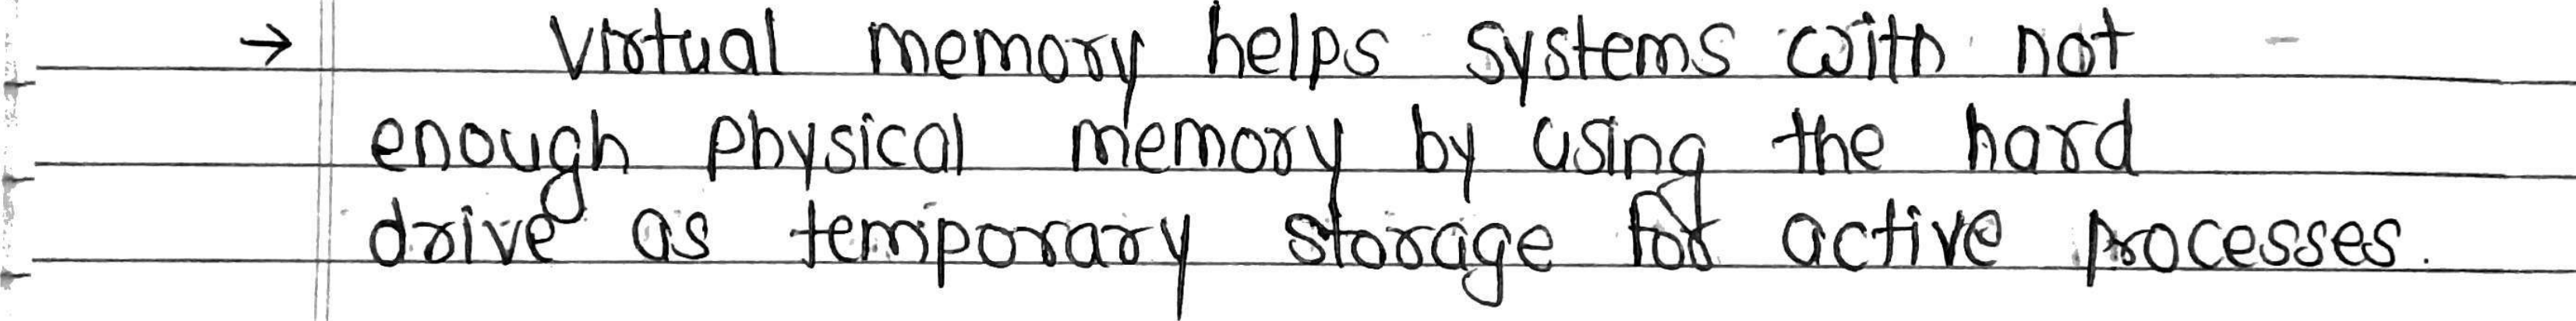 → Virtual memory helps systems with not
enough physical memory by using the hard
drive as temporary storage for active processes.